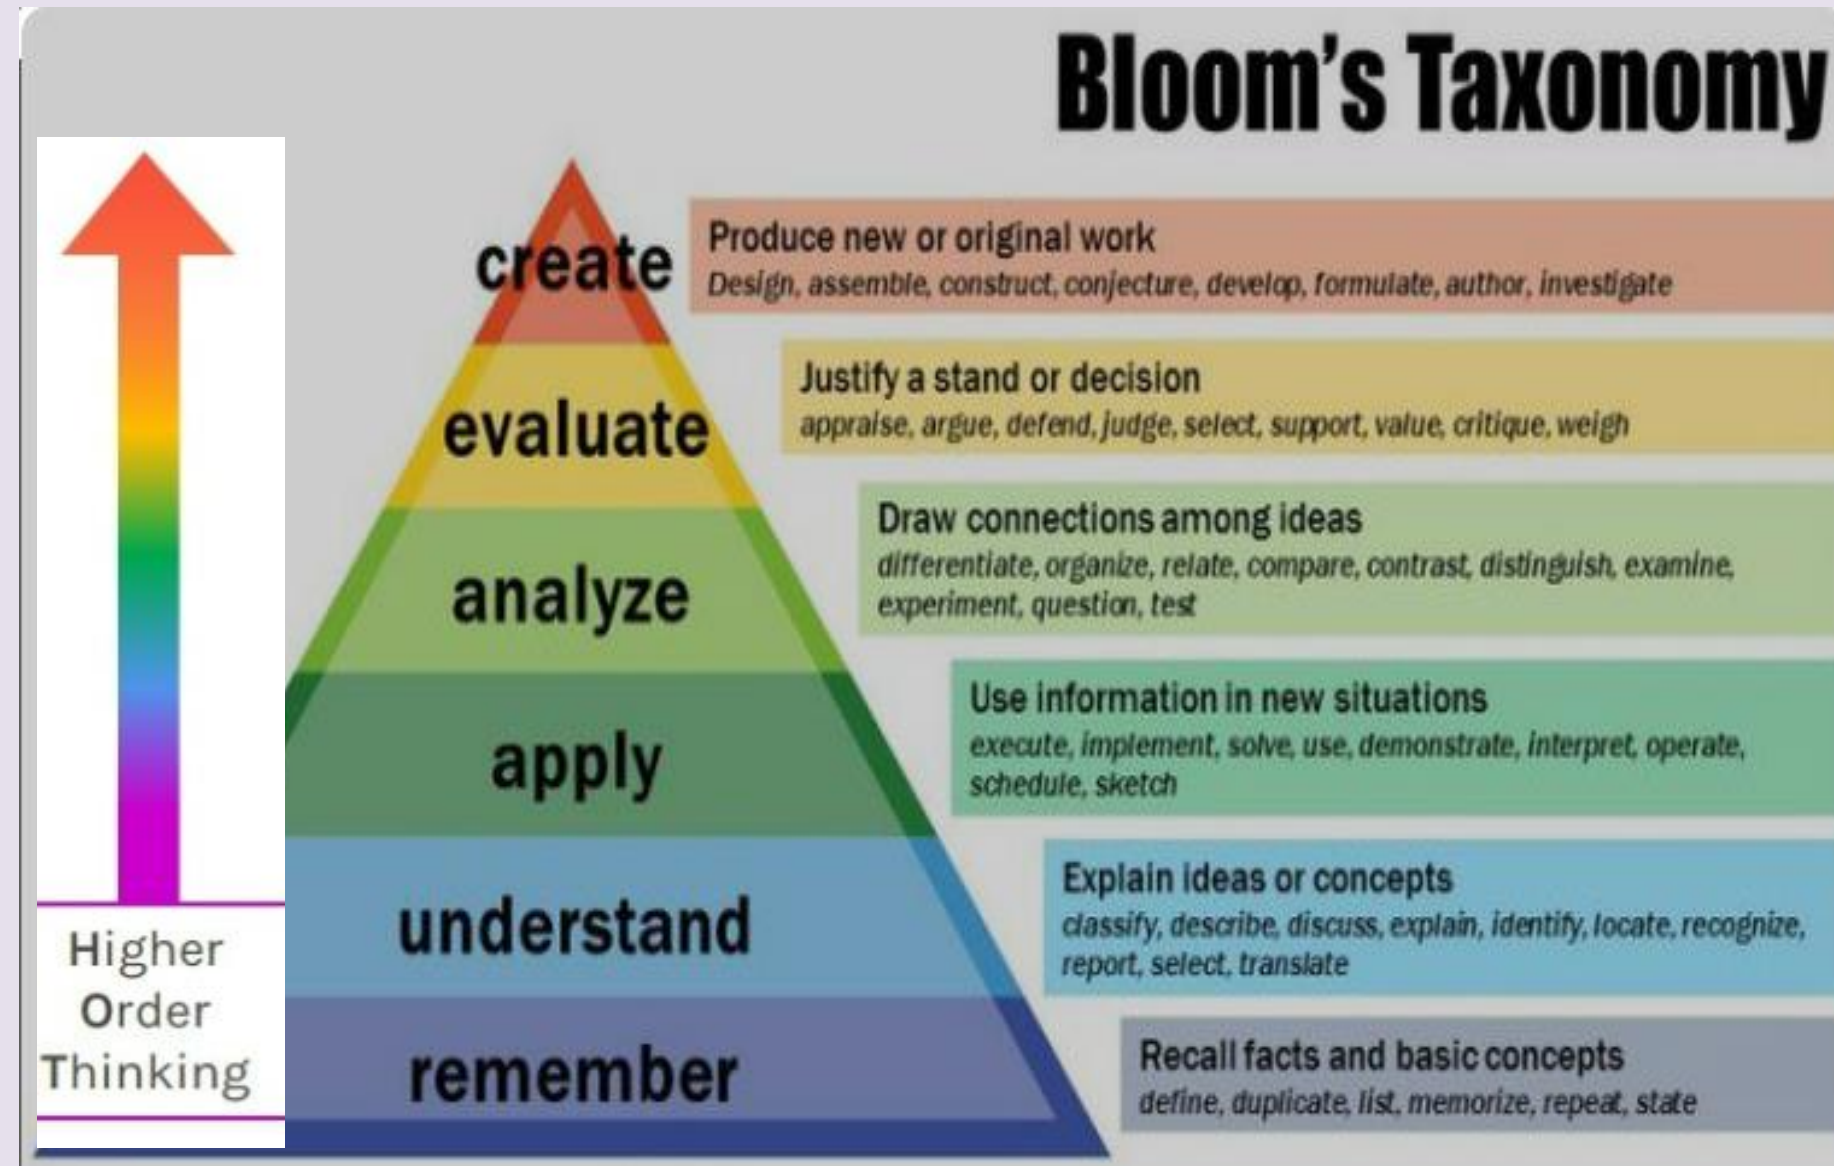 Bloom's Taxonomy
create
Produce new or original work
Design, assemble, construct, conjecture, develop, formulate, author, investigate
evaluate
Justify a stand or decision
appraise, argue, defend, judge, select, support, value, critique, weigh
analyze
Draw connections among ideas
differentiate, organize, relate, compare, contrast, distinguish, examine,
experiment, question, test
apply
Use information in new situations
execute, implement, solve, use, demonstrate, interpret, operate,
schedule, sketch
understand
Explain ideas or concepts
classify, describe, discuss, explain, identify, locate, recognize,
report, select, translate
remember
Recall facts and basic concepts
define, duplicate, list, memorize, repeat, state
Higher
Order
Thinking